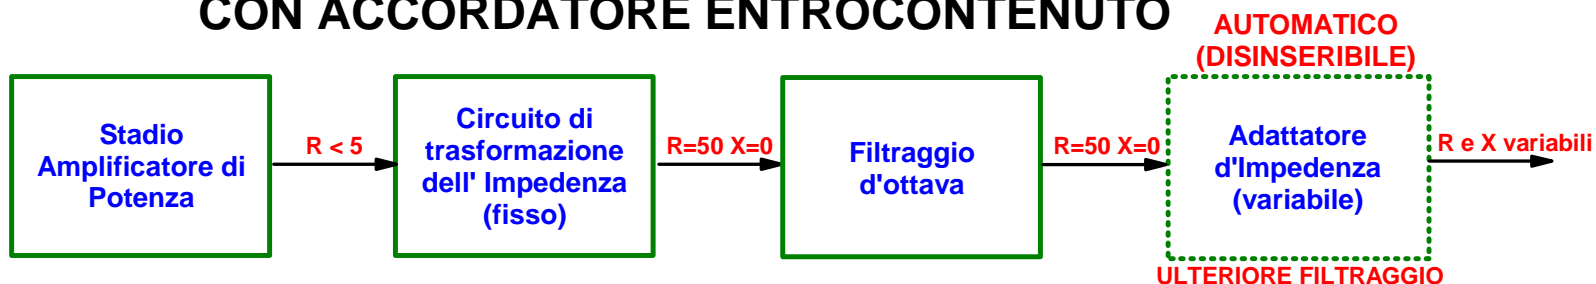 CON ACCORDATORE ENTROCONTENUTO
AUTOMATICO
(DISINSERIBILE)
Stadio
Amplificatore di
Potenza
R < 5
Circuito di
trasformazione
dell' Impedenza
(fisso)
R=50 X=0
Filtraggio
d'ottava
R=50 X=0
Adattatore
d'Impedenza
(variabile)
R e X variabili
ULTERIORE FILTRAGGIO